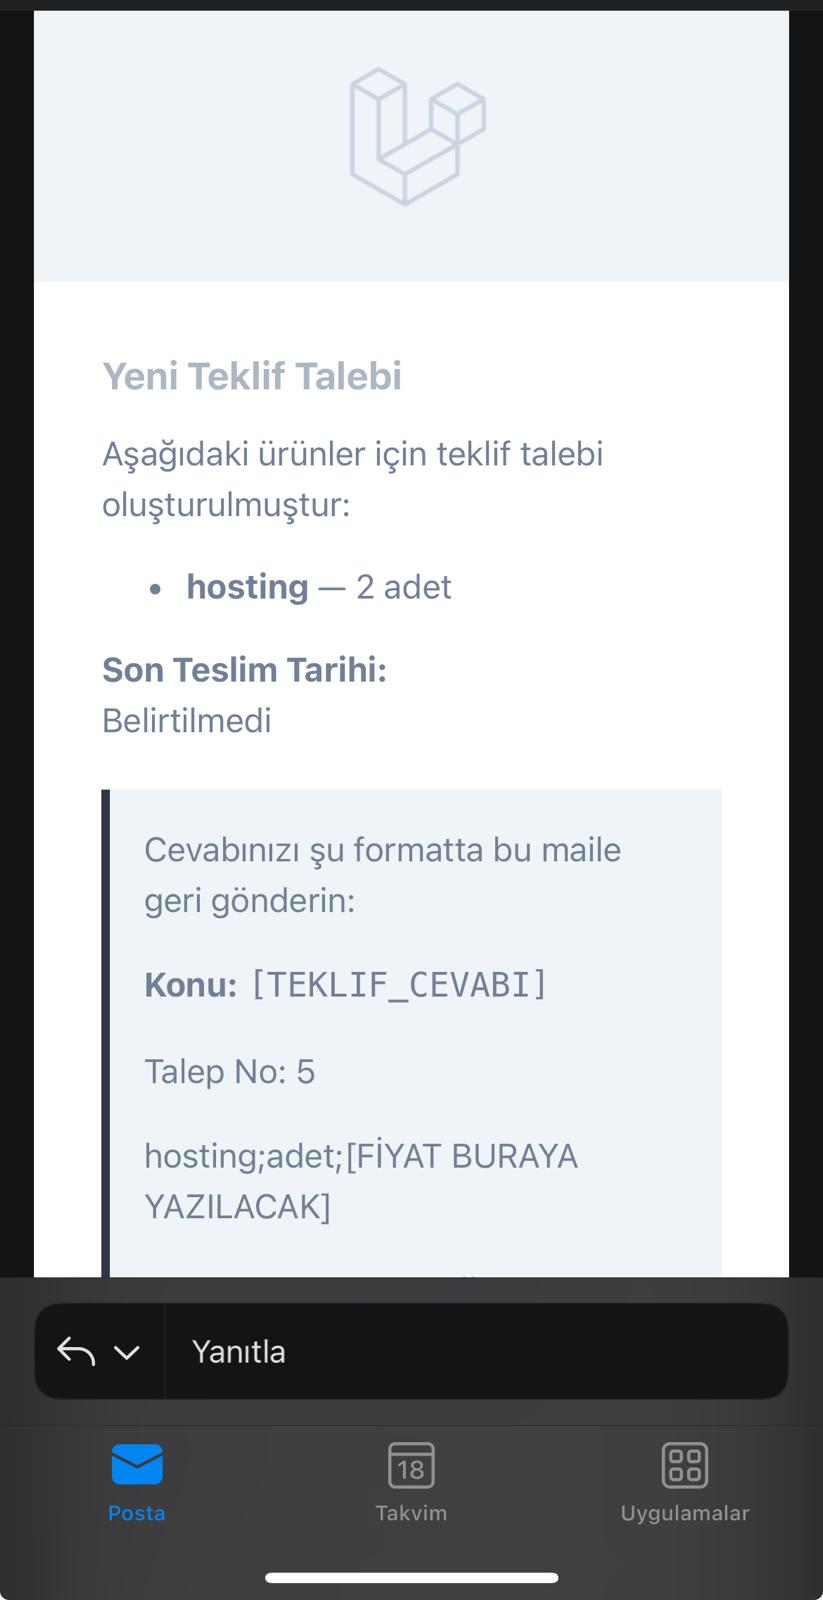 Yeni Teklif Talebi
Aşağıdaki ürünler için teklif talebi
oluşturulmuştur:
• hosting — 2 adet
Son Teslim Tarihi:
Belirtilmedi
Cevabınızı şu formatta bu maile
geri gönderin:
Konu: [TEKLIF_CEVABI]
Talep No: 5
hosting;adet;[FİYAT BURAYA
YAZILACAK]
Yanıtla
18
Posta
Takvim
Uygulamalar